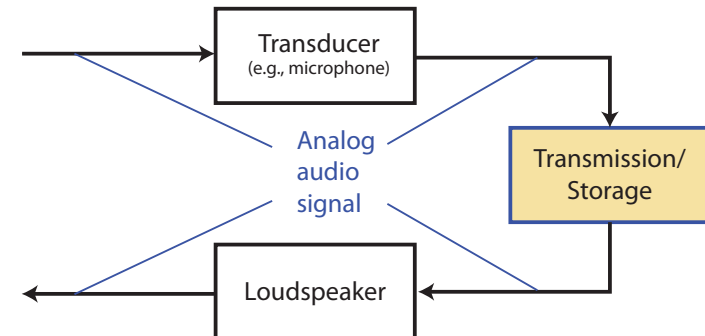 Transducer
(e.g., microphone)
Analog
audio
signal
Transmission/
Storage
Loudspeaker